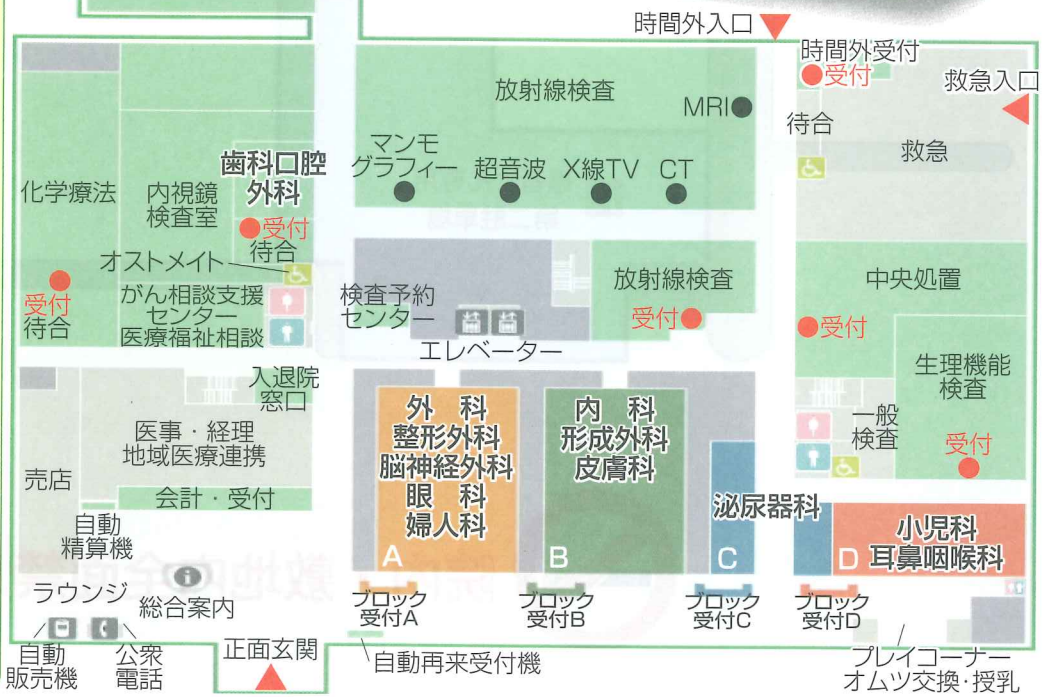 時間外入口
時間外受付
受付
救急入口
放射線検査
MRI
待合
救急
マンモ
グラフィー
超音波
X線TV
CT
歯科口腔
外科
受付
待合
化学療法
内視鏡
検査室
オストメイト
受付
待合
がん相談支援
センター
医療福祉相談
検査予約
センター
エレベーター
放射線検査
受付
中央処置
受付
生理機能
検査
受付
一般
検査
入退院
窓口
医事・経理
地域医療連携
売店
会計・受付
自動
精算機
外　科
整形外科
脳神経外科
眼　科
婦人科
A
内　科
形成外科
皮膚科
B
泌尿器科
C
小児科
耳鼻咽喉科
D
ラウンジ
総合案内
ブロック
受付A
ブロック
受付B
ブロック
受付C
ブロック
受付D
自動
販売機
公衆
電話
正面玄関
自動再来受付機
プレイコーナー
オムツ交換・授乳